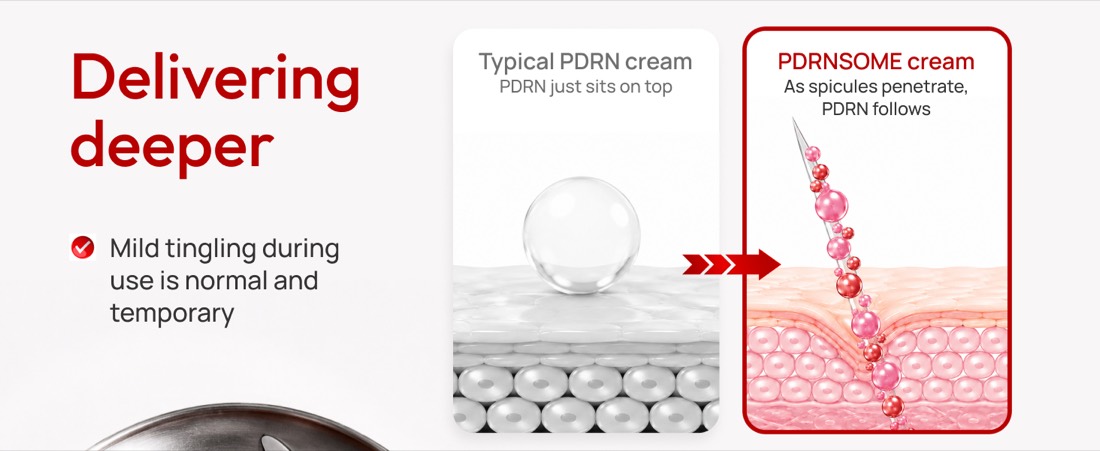 Delivering
deeper
Mild tingling during
use is normal and
temporary
Typical PDRN cream
PDRN just sits on top
PDRNSOME cream
As spicules penetrate,
PDRN follows